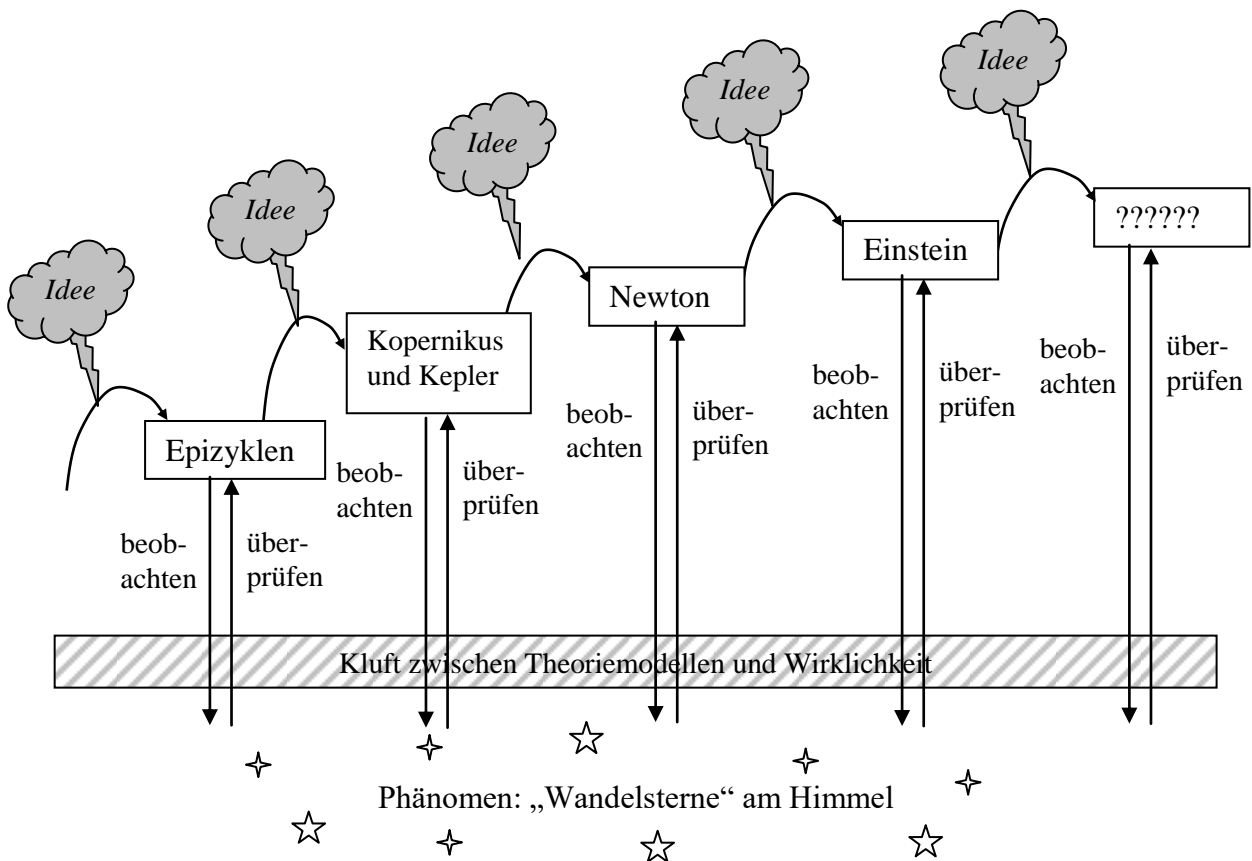 Idee
Idee
Idee
Idee
Idee
Epizyklen
Kopernikus
und Kepler
Newton
Einstein
??????
beob-
achten
über-
prüfen
beob-
achten
über-
prüfen
beob-
achten
über-
prüfen
beob-
achten
über-
prüfen
beob-
achten
über-
prüfen
Kluft zwischen Theoriemodellen und Wirklichkeit
Phänomen: „Wandelsterne“ am Himmel